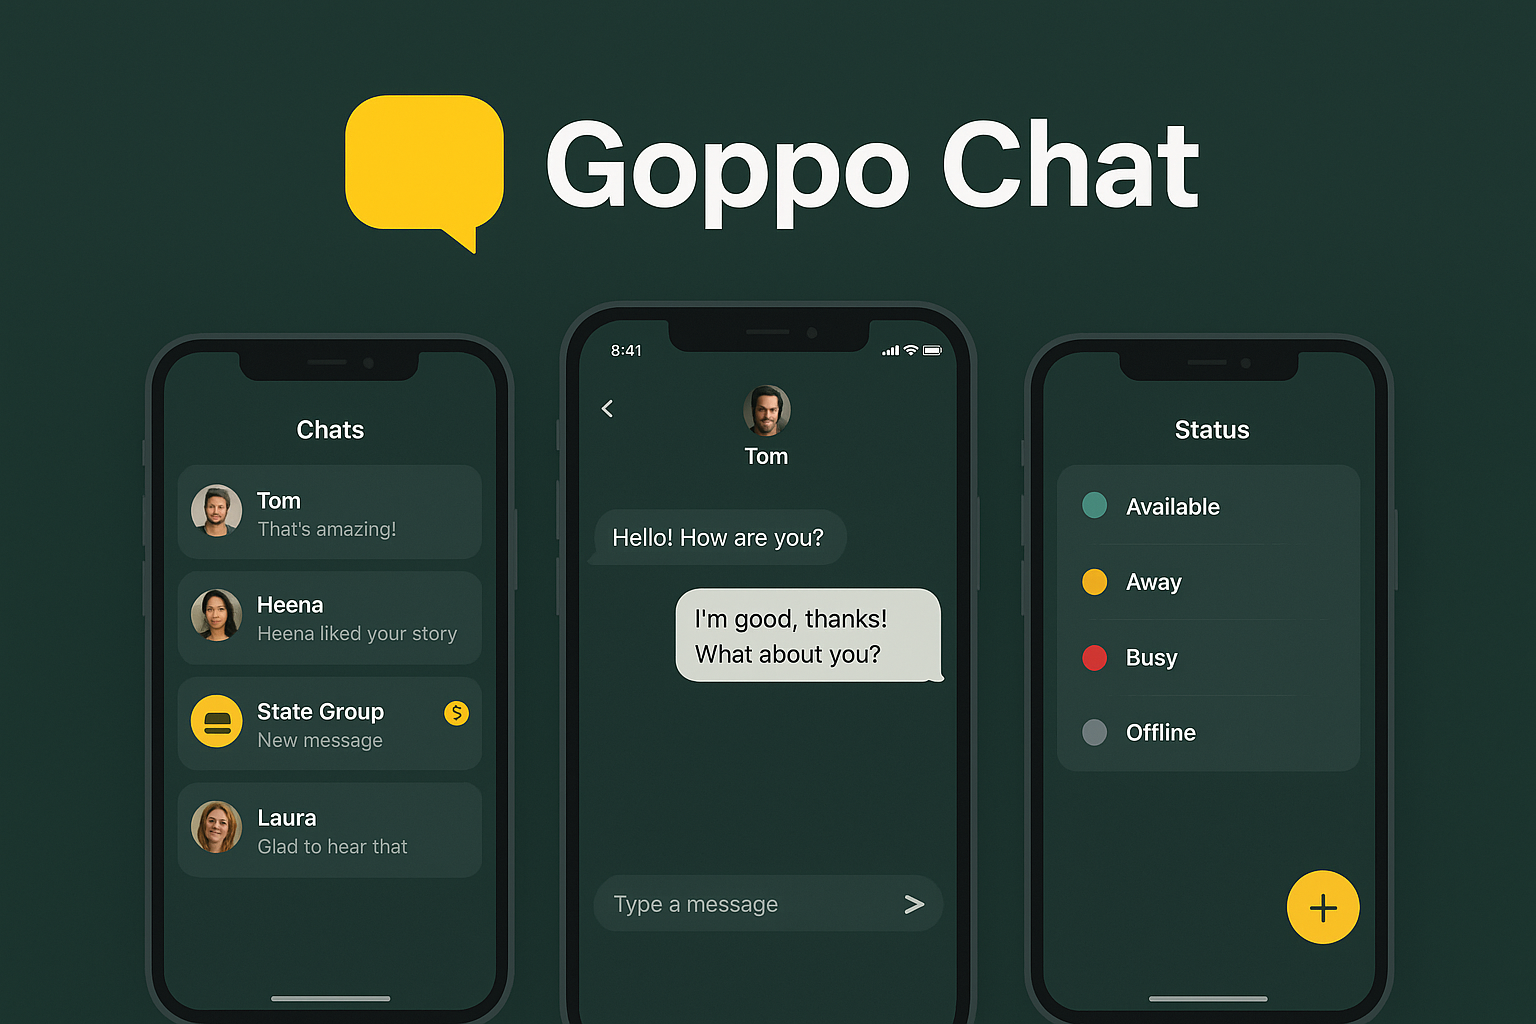 Goppo Chat
Chats
Tom
That's amazing!
Heena
Heena liked your story
State Group
$
New message
Laura
Glad to hear that
8:41
Tom
Hello! How are you?
I'm good, thanks!
What about you?
Type a message
Status
Available
Away
Busy
Offline